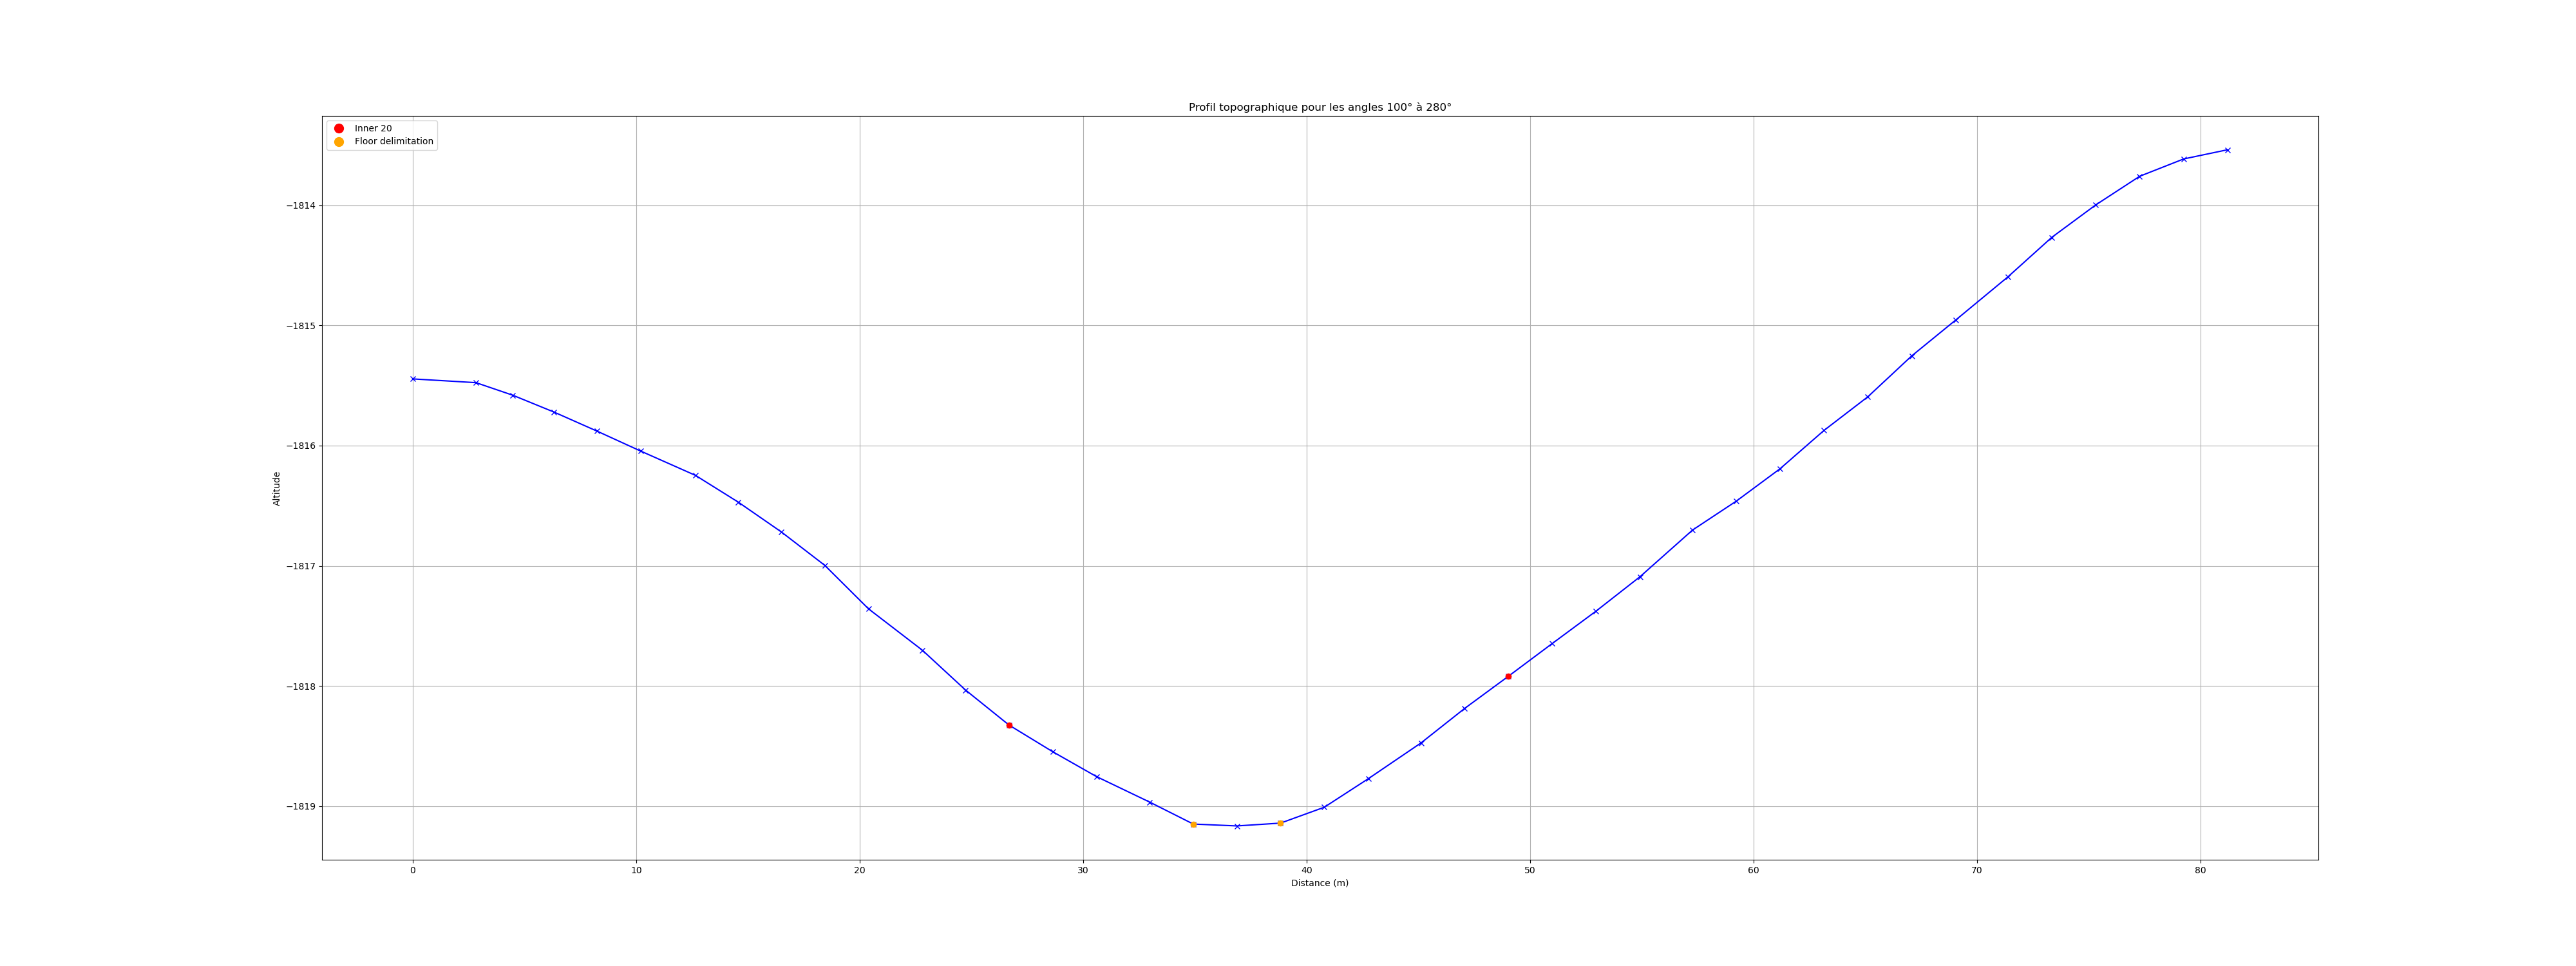 Profil topographique pour les angles 100° à 280°
Inner 20
Floor delimitation
Altitude
−1814
−1815
−1816
−1817
−1818
−1819
0 10 20 30 40 50 60 70 80
Distance (m)